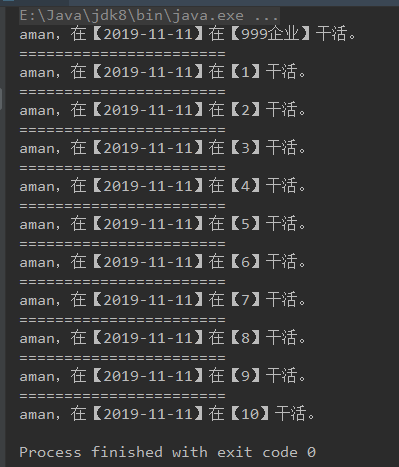 E:\Java\jdk8\bin\java.exe ...
aman，在【2019-11-11】在【999企业】干活。
=======================
aman，在【2019-11-11】在【1】干活。
=======================
aman，在【2019-11-11】在【2】干活。
=======================
aman，在【2019-11-11】在【3】干活。
=======================
aman，在【2019-11-11】在【4】干活。
=======================
aman，在【2019-11-11】在【5】干活。
=======================
aman，在【2019-11-11】在【6】干活。
=======================
aman，在【2019-11-11】在【7】干活。
=======================
aman，在【2019-11-11】在【8】干活。
=======================
aman，在【2019-11-11】在【9】干活。
=======================
aman，在【2019-11-11】在【10】干活。
Process finished with exit code 0